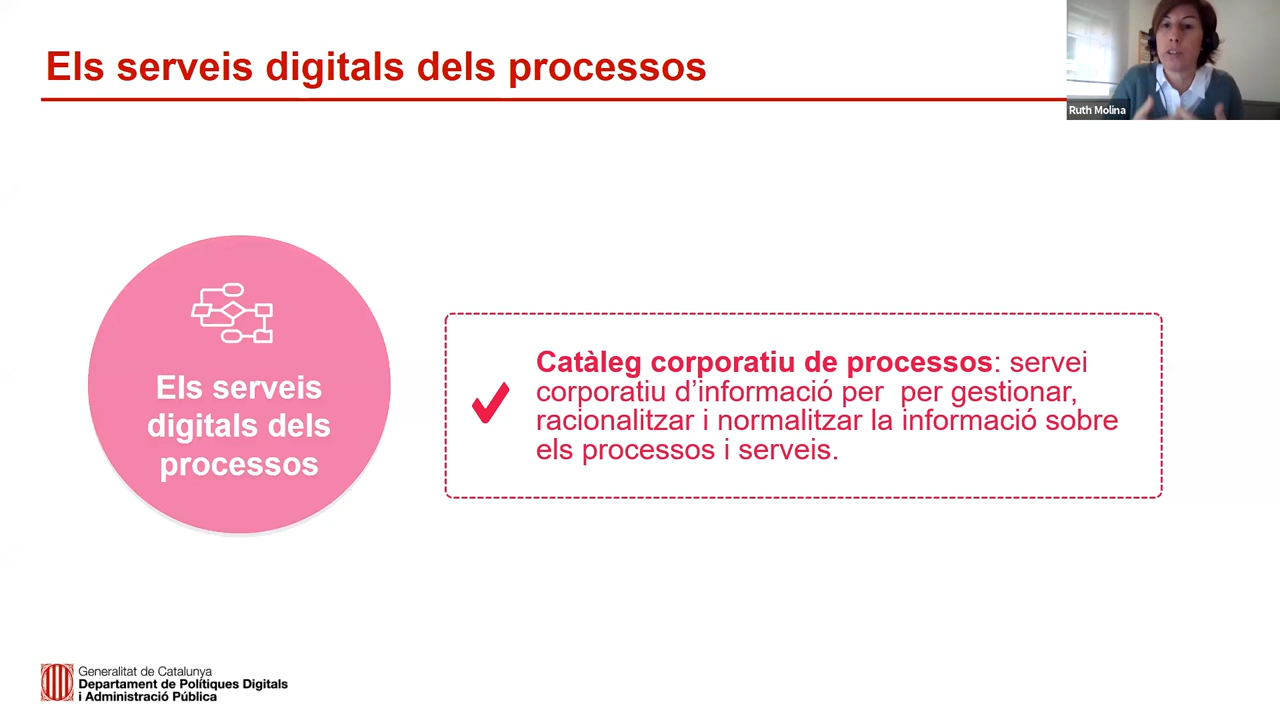 Els serveis digitals dels processos
Ruth Molina
Els serveis
digitals dels
processos
Catàleg corporatiu de processos: servei
corporatiu d’informació per  per gestionar,
racionalitzar i normalitzar la informació sobre
els processos i serveis.
Generalitat de Catalunya
Departament de Polítiques Digitals
i Administració Pública